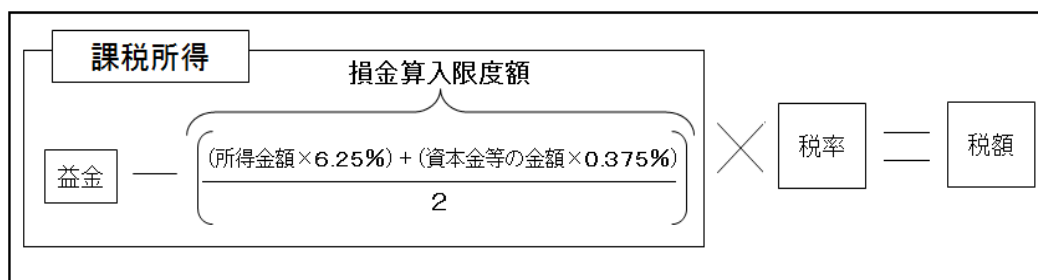 課税所得
損金算入限度額
益金 — (所得金額×6.25%) + (資本金等の金額×0.375%) × 税率 = 税額
2